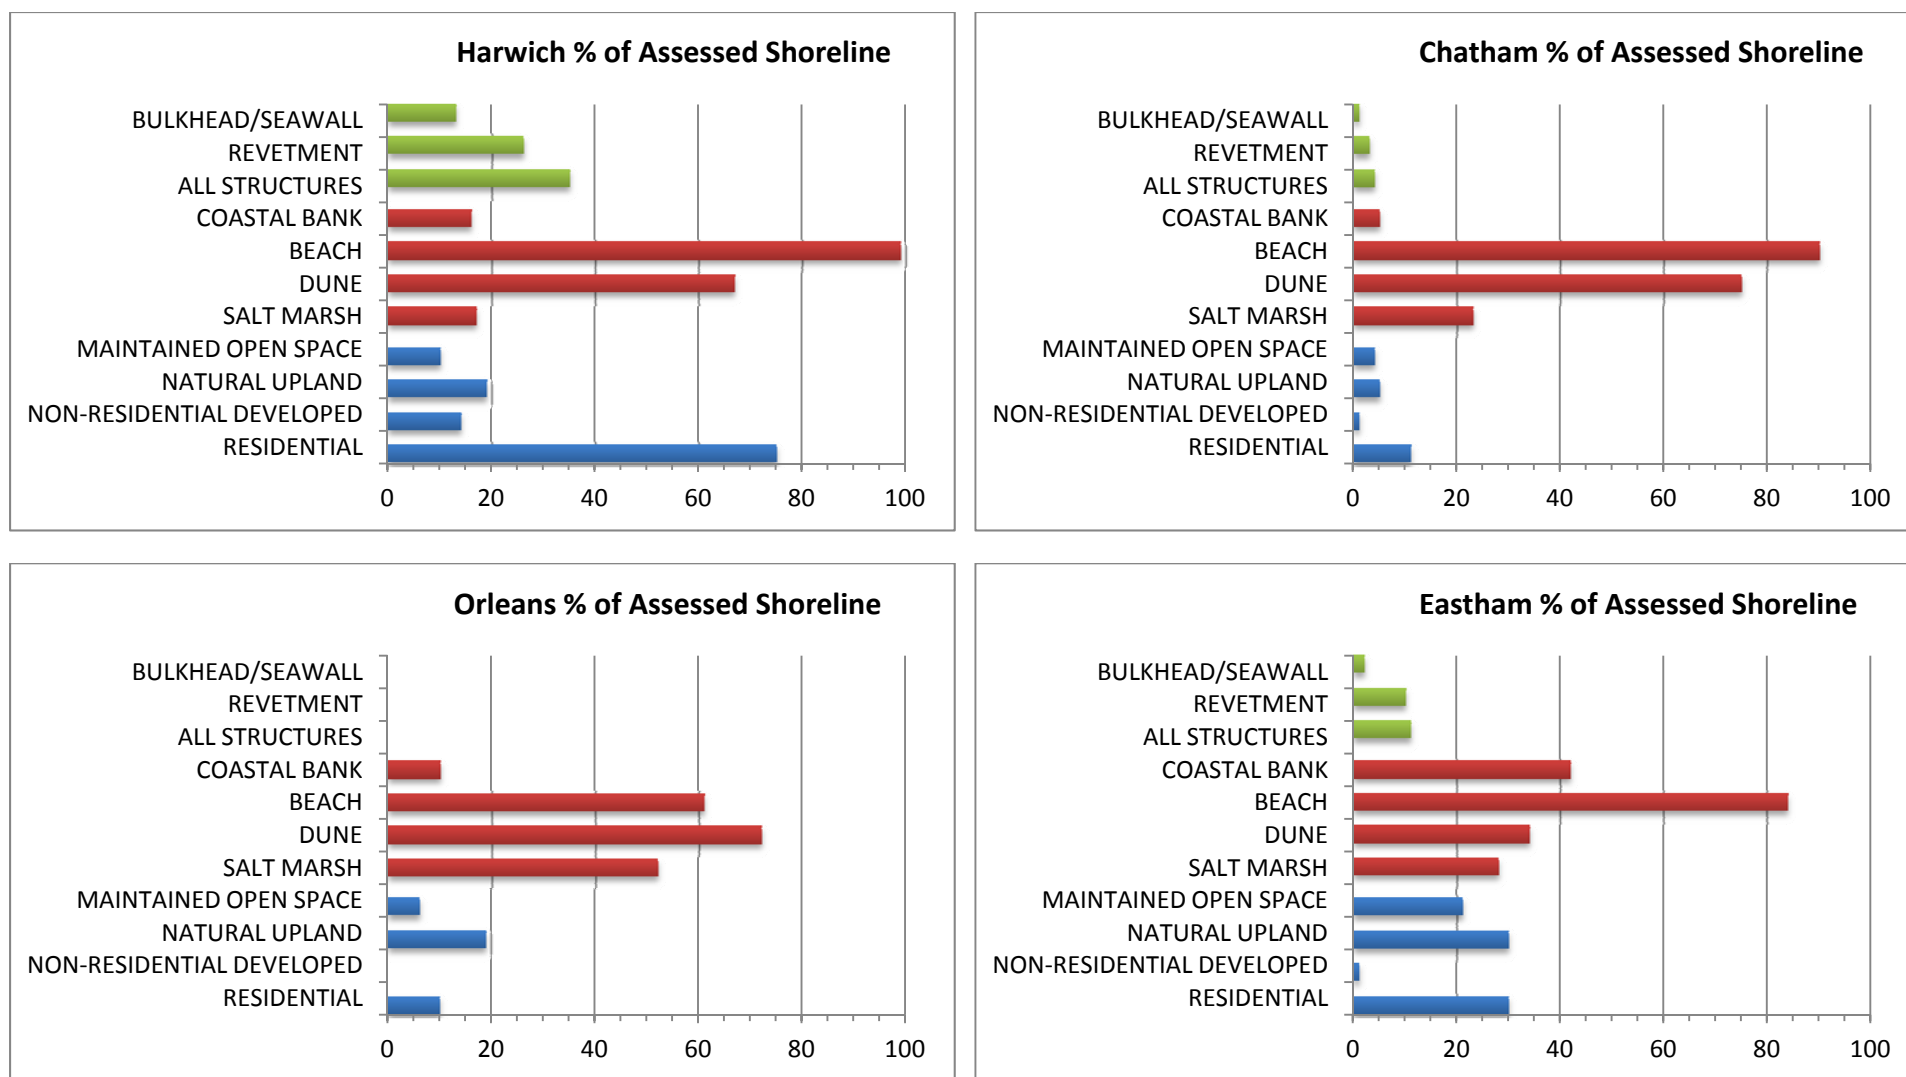 Harwich % of Assessed Shoreline
BULKHEAD/SEAWALL
REVETMENT
ALL STRUCTURES
COASTAL BANK
BEACH
DUNE
SALT MARSH
MAINTAINED OPEN SPACE
NATURAL UPLAND
NON-RESIDENTIAL DEVELOPED
RESIDENTIAL
0 20 40 60 80 100
Chatham % of Assessed Shoreline
BULKHEAD/SEAWALL
REVETMENT
ALL STRUCTURES
COASTAL BANK
BEACH
DUNE
SALT MARSH
MAINTAINED OPEN SPACE
NATURAL UPLAND
NON-RESIDENTIAL DEVELOPED
RESIDENTIAL
0 20 40 60 80 100
Orleans % of Assessed Shoreline
BULKHEAD/SEAWALL
REVETMENT
ALL STRUCTURES
COASTAL BANK
BEACH
DUNE
SALT MARSH
MAINTAINED OPEN SPACE
NATURAL UPLAND
NON-RESIDENTIAL DEVELOPED
RESIDENTIAL
0 20 40 60 80 100
Eastham % of Assessed Shoreline
BULKHEAD/SEAWALL
REVETMENT
ALL STRUCTURES
COASTAL BANK
BEACH
DUNE
SALT MARSH
MAINTAINED OPEN SPACE
NATURAL UPLAND
NON-RESIDENTIAL DEVELOPED
RESIDENTIAL
0 20 40 60 80 100